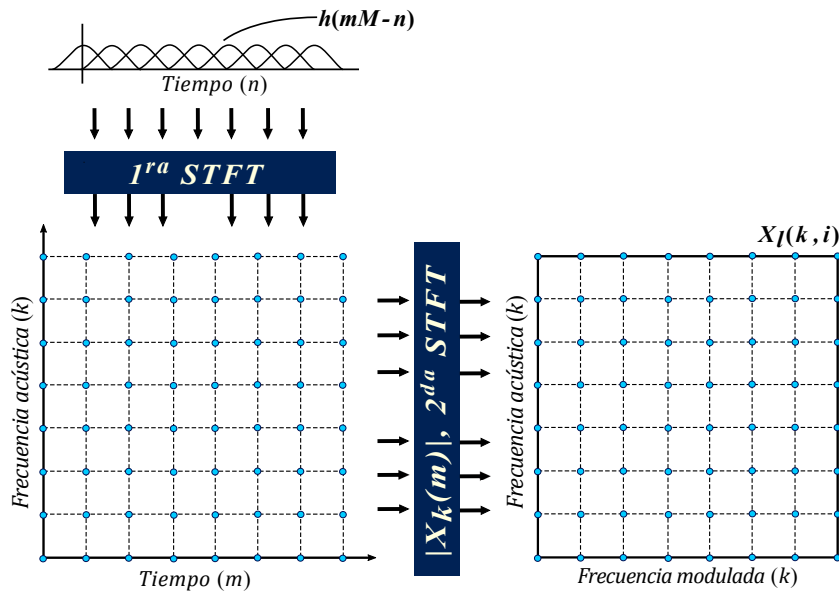 h(mM-n)
Tiempo (n)
1ra STFT
Frecuencia acústica (k)
Tiempo (m)
|Xk(m)|, 2da STFT
Xl(k,i)
Frecuencia acústica (k)
Frecuencia modulada (k)